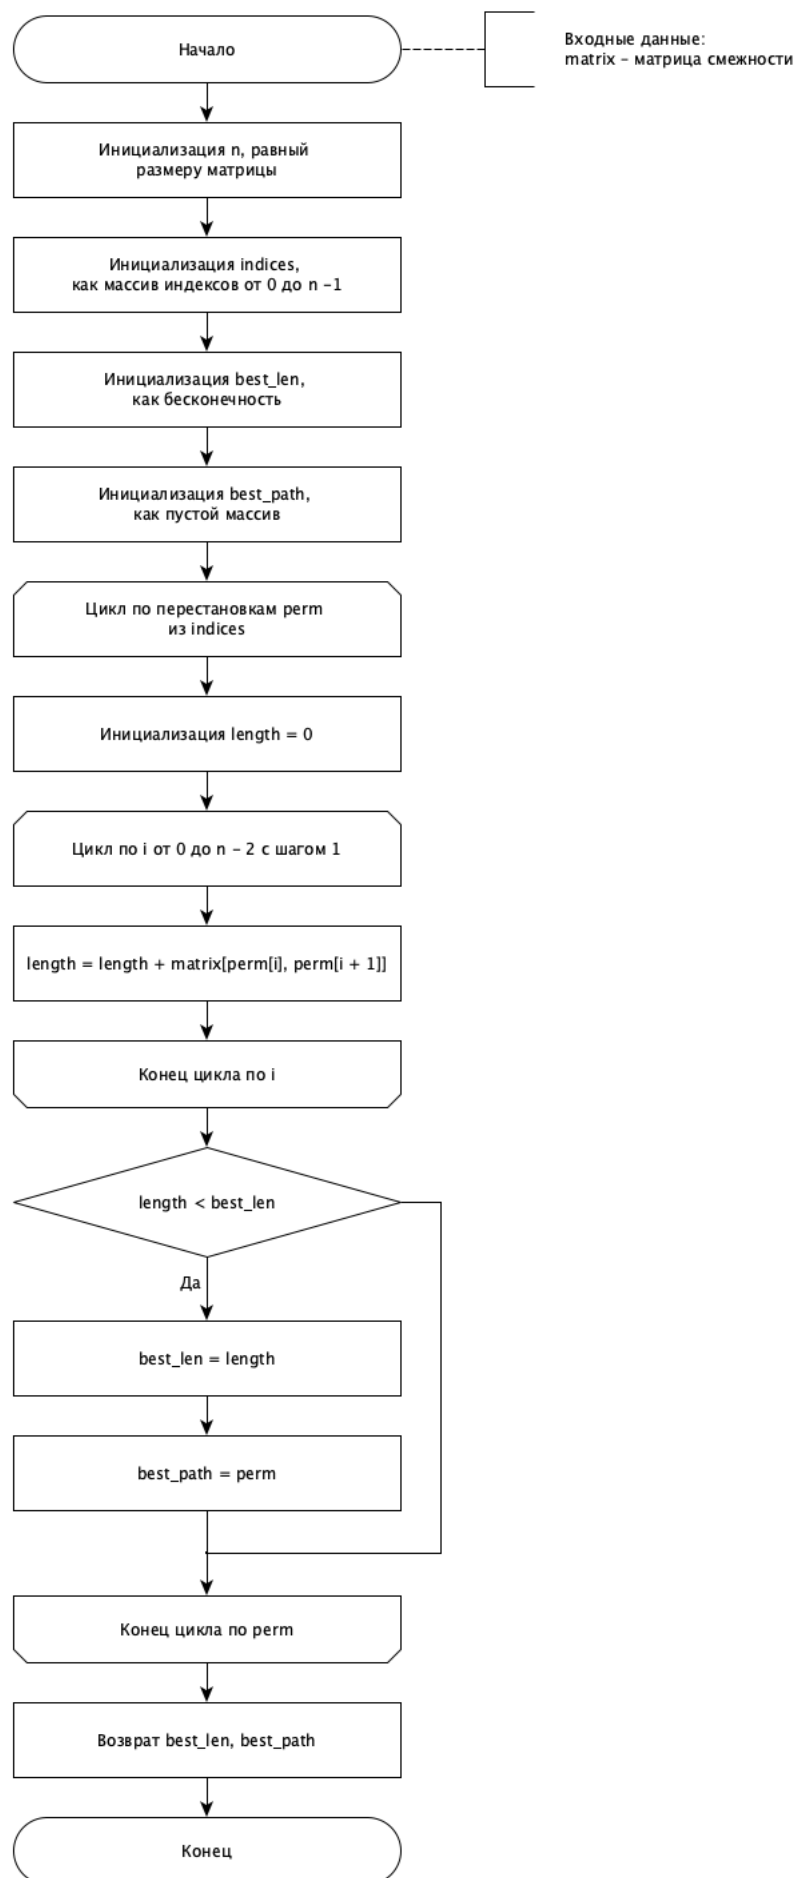 Начало
Входные данные:
matrix – матрица смежности
Инициализация n, равный
размеру матрицы
Инициализация indices,
как массив индексов от 0 до n –1
Инициализация best_len,
как бесконечность
Инициализация best_path,
как пустой массив
Цикл по перестановкам perm
из indices
Инициализация length = 0
Цикл по i от 0 до n – 2 с шагом 1
length = length + matrix[perm[i], perm[i + 1]]
Конец цикла по i
length < best_len
Да
best_len = length
best_path = perm
Конец цикла по perm
Возврат best_len, best_path
Конец